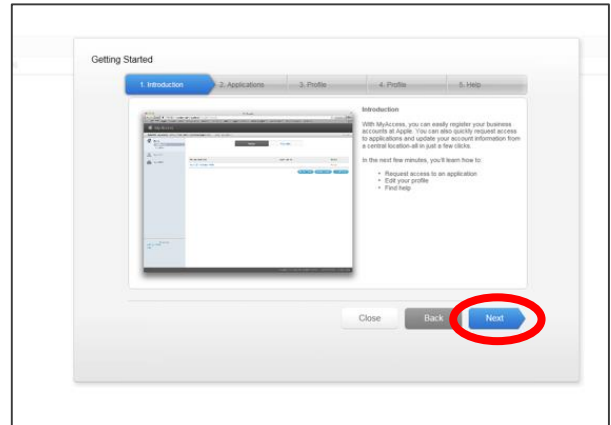 Getting Started
1. Introduction
2. Applications
3. Profile
4. Profile
5. Help
Introduction
With MyAccess, you can easily register your business
accounts at Apple. You can also quickly request access
to applications and update your account information from
a central location-all in just a few clicks.
In the next few minutes, you'll learn how to:
• Request access to an application
• Edit your profile
• Find help
Close
Back
Next